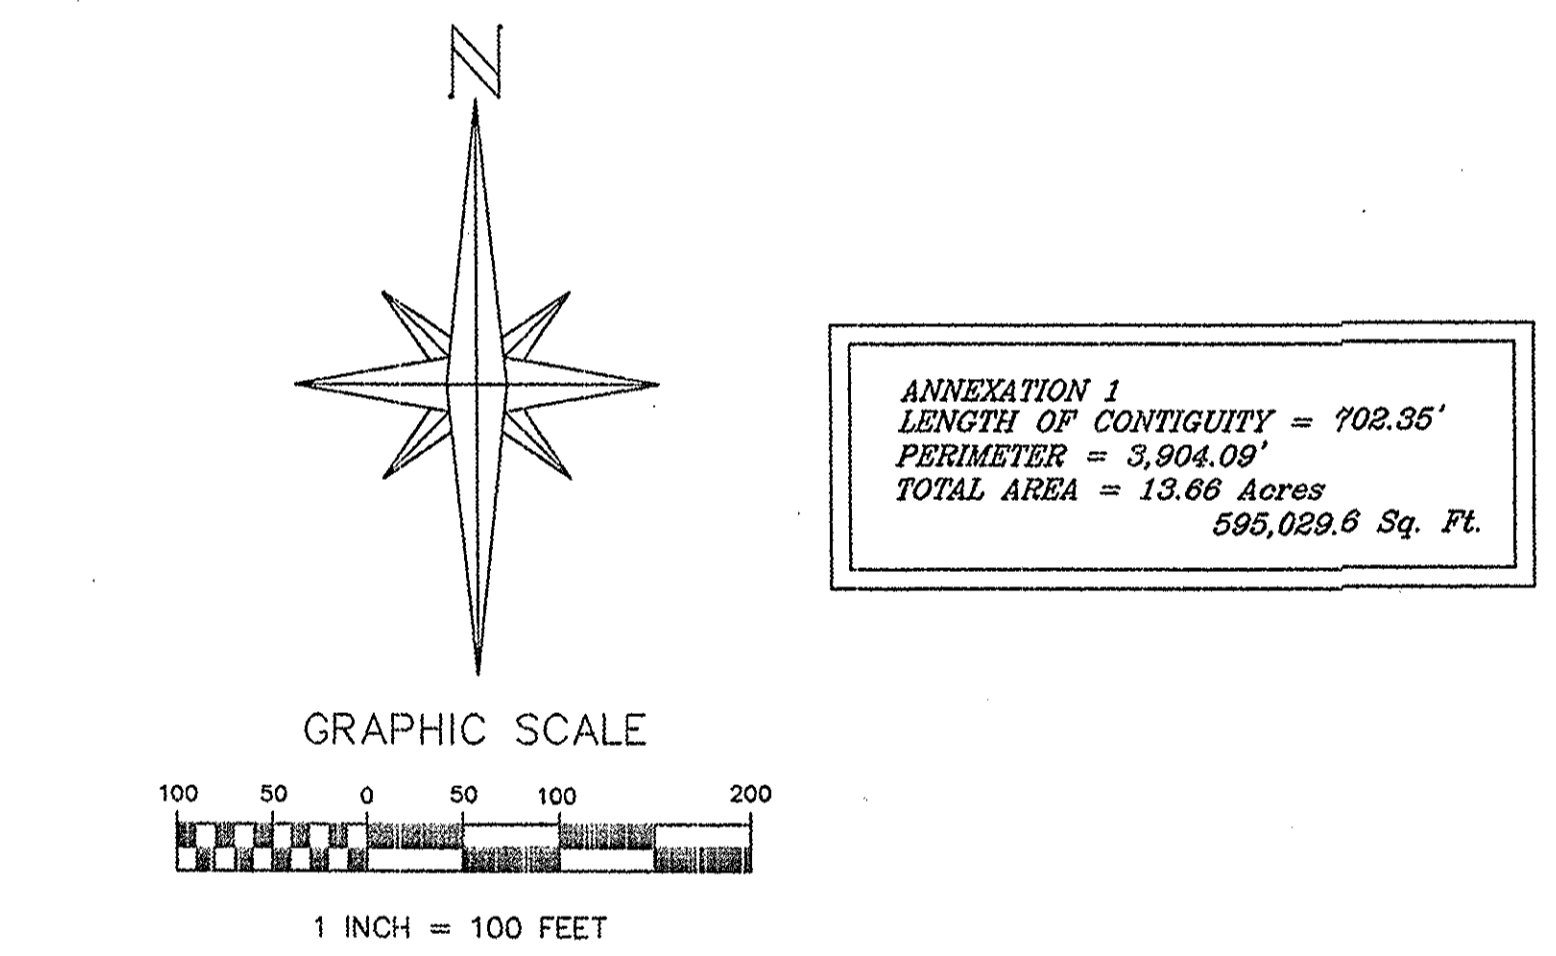 N
ANNEXATION 1
LENGTH OF CONTIGUITY = 702.35'
PERIMETER = 3,904.09'
TOTAL AREA = 13.66 Acres
595,029.6 Sq. Ft.
GRAPHIC SCALE
100 50 0 50 100 200
1 INCH = 100 FEET